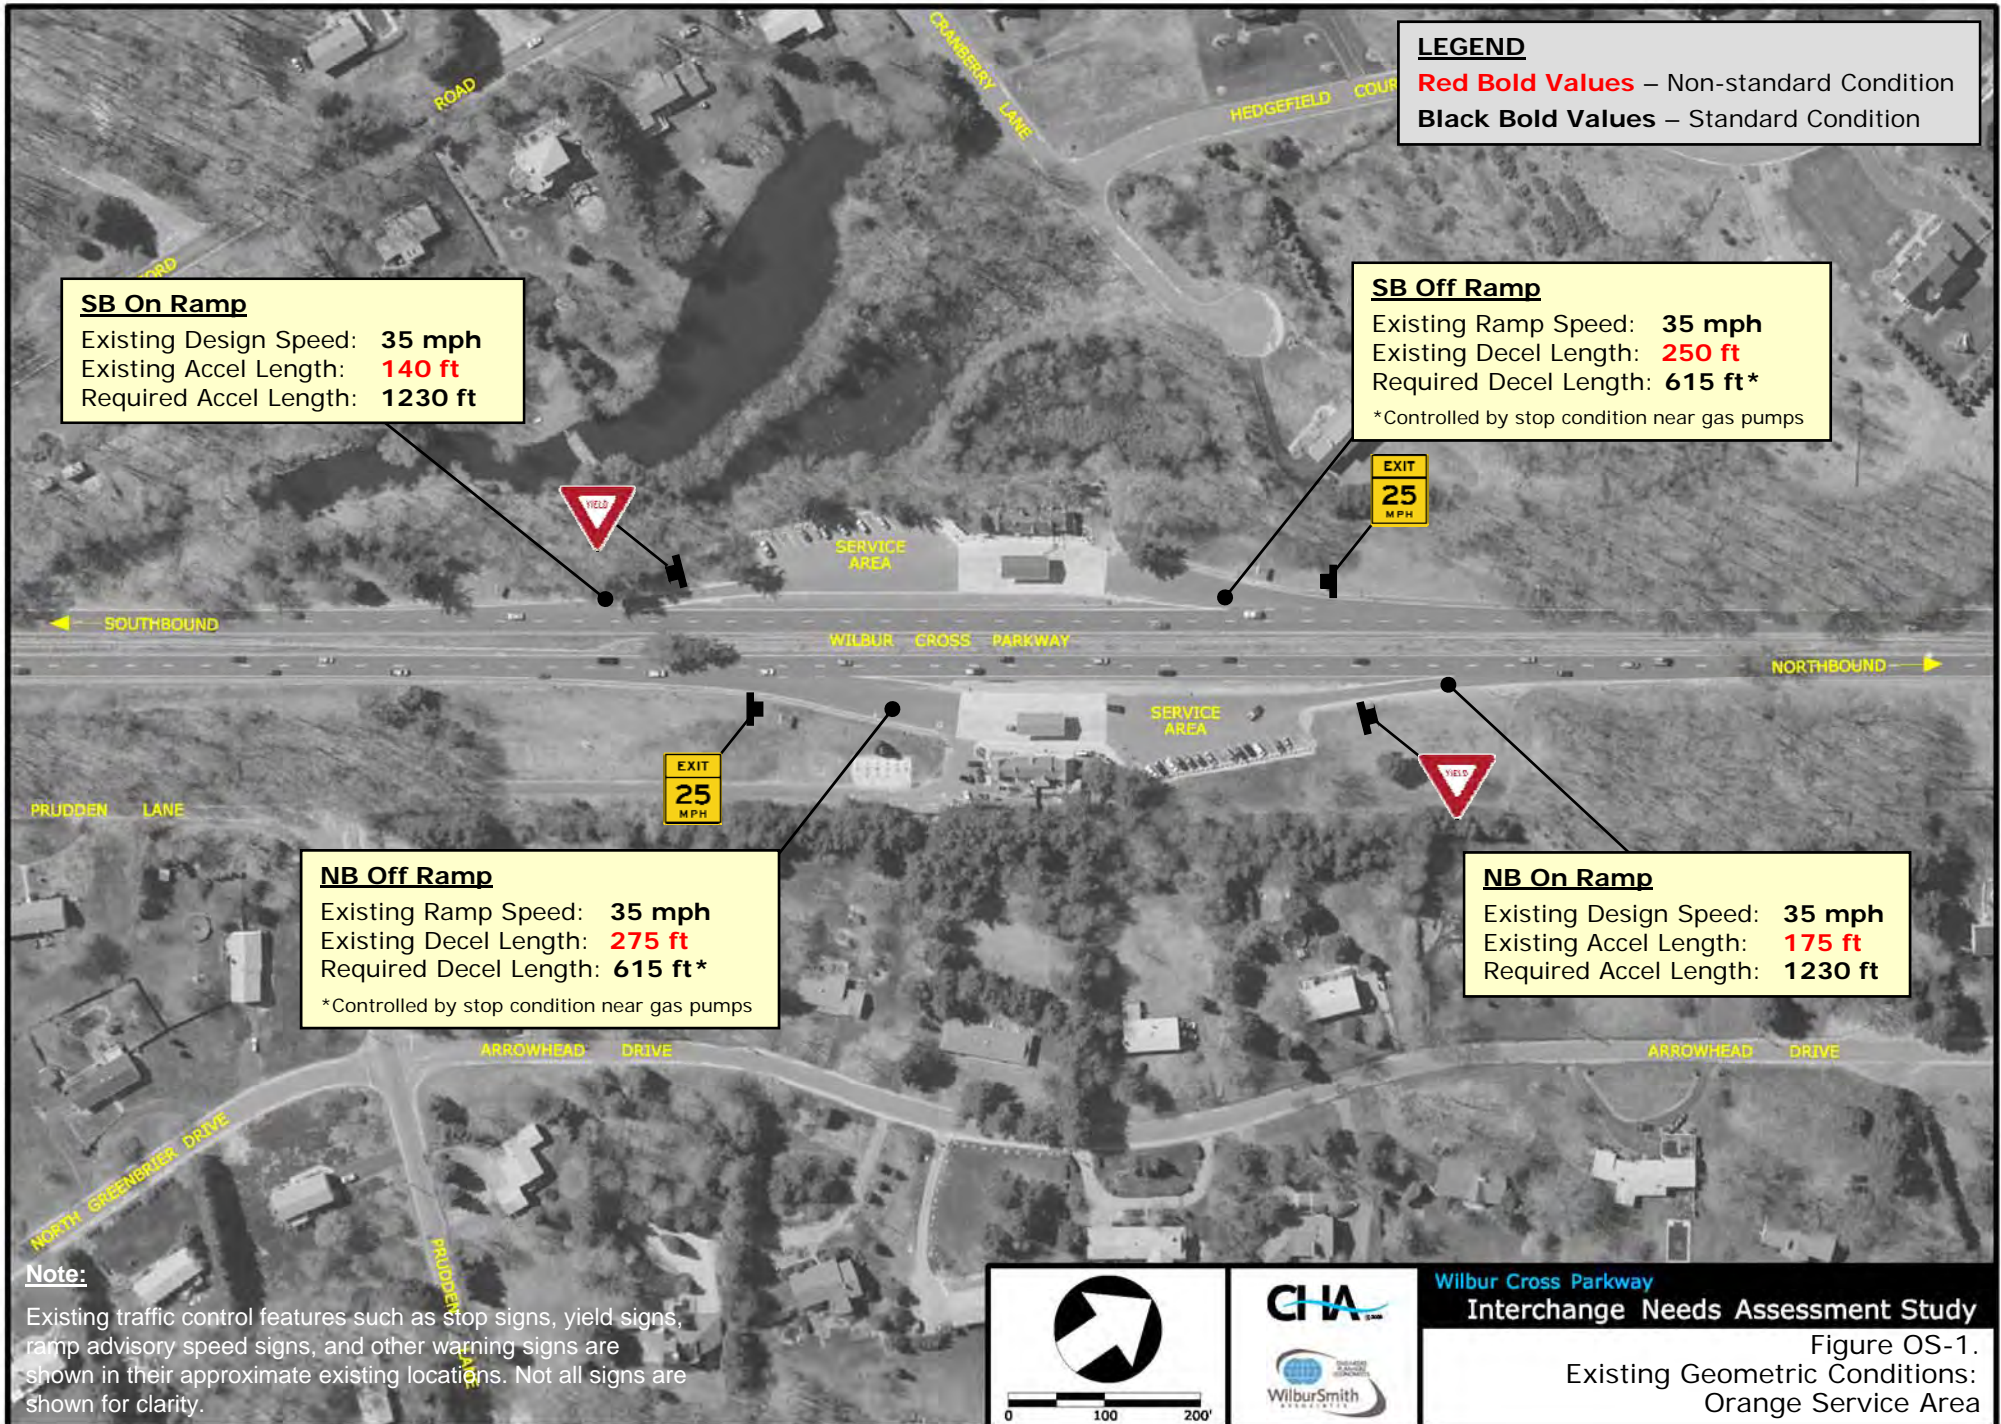 LEGEND
Red Bold Values – Non-standard Condition
Black Bold Values – Standard Condition
ROAD
CRANBERRY LANE
HEDGEFIELD COUR
FORD
SB On Ramp
Existing Design Speed: 35 mph
Existing Accel Length: 140 ft
Required Accel Length: 1230 ft
SB Off Ramp
Existing Ramp Speed: 35 mph
Existing Decel Length: 250 ft
Required Decel Length: 615 ft*
*Controlled by stop condition near gas pumps
YIELD
EXIT
25
MPH
SERVICE
AREA
SOUTHBOUND
WILBUR CROSS PARKWAY
NORTHBOUND
SERVICE
AREA
EXIT
25
MPH
YIELD
PRUDDEN LANE
NB Off Ramp
Existing Ramp Speed: 35 mph
Existing Decel Length: 275 ft
Required Decel Length: 615 ft*
*Controlled by stop condition near gas pumps
NB On Ramp
Existing Design Speed: 35 mph
Existing Accel Length: 175 ft
Required Accel Length: 1230 ft
ARROWHEAD DRIVE
ARROWHEAD DRIVE
NORTH GREENBRIER DRIVE
PRUDDEN LANE
Note:
Existing traffic control features such as stop signs, yield signs,
ramp advisory speed signs, and other warning signs are
shown in their approximate existing locations. Not all signs are
shown for clarity.
0 100 200'
CHA
WilburSmith
ASSOCIATES
Wilbur Cross Parkway
Interchange Needs Assessment Study
Figure OS-1.
Existing Geometric Conditions:
Orange Service Area